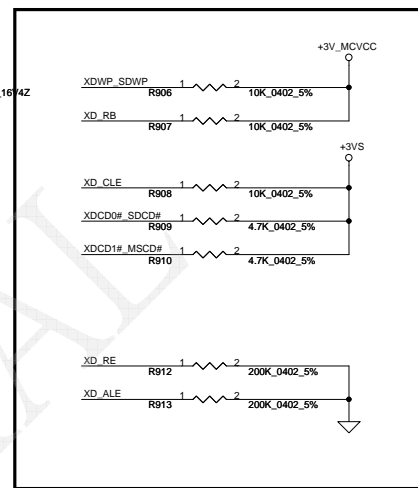 +3V_MCVCC
_16V4Z
XDWP_SDWP 1 2
R906 10K_0402_5%
XD_RB 1 2
R907 10K_0402_5%
+3VS
XD_CLE 1 2
R908 10K_0402_5%
XDCD0#_SDCD# 1 2
R909 4.7K_0402_5%
XDCD1#_MSCD# 1 2
R910 4.7K_0402_5%
XD_RE 1 2
R912 200K_0402_5%
XD_ALE 1 2
R913 200K_0402_5%